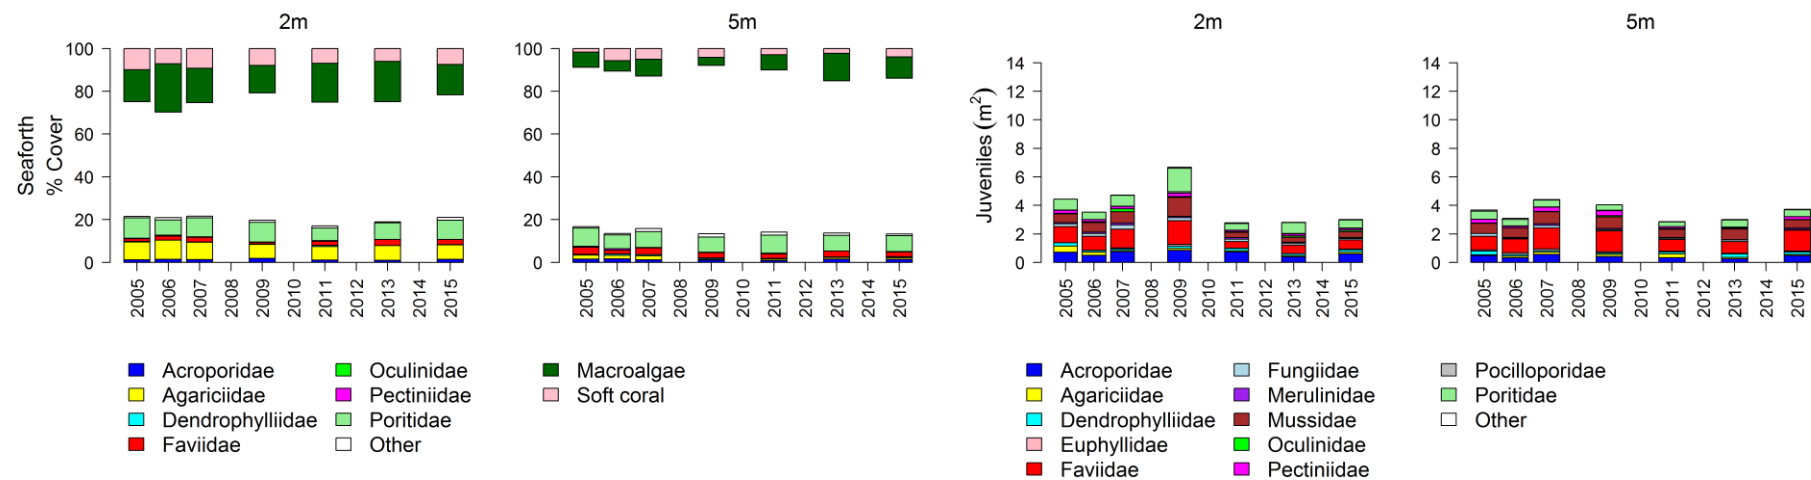 2m
5m
2m
5m
Seaforth
% Cover
100
80
60
40
20
0
2005
2006
2007
2008
2009
2010
2011
2012
2013
2014
2015
100
80
60
40
20
0
2005
2006
2007
2008
2009
2010
2011
2012
2013
2014
2015
Juveniles (m²)
14
12
10
8
6
4
2
0
2005
2006
2007
2008
2009
2010
2011
2012
2013
2014
2015
14
12
10
8
6
4
2
0
2005
2006
2007
2008
2009
2010
2011
2012
2013
2014
2015
Acroporidae
Agariciidae
Dendrophylliidae
Faviidae
Oculinidae
Pectiniidae
Poritidae
Other
Macroalgae
Soft coral
Acroporidae
Agariciidae
Dendrophylliidae
Euphyllidae
Faviidae
Fungiidae
Merulinidae
Mussidae
Oculinidae
Pectiniidae
Pocilloporidae
Poritidae
Other